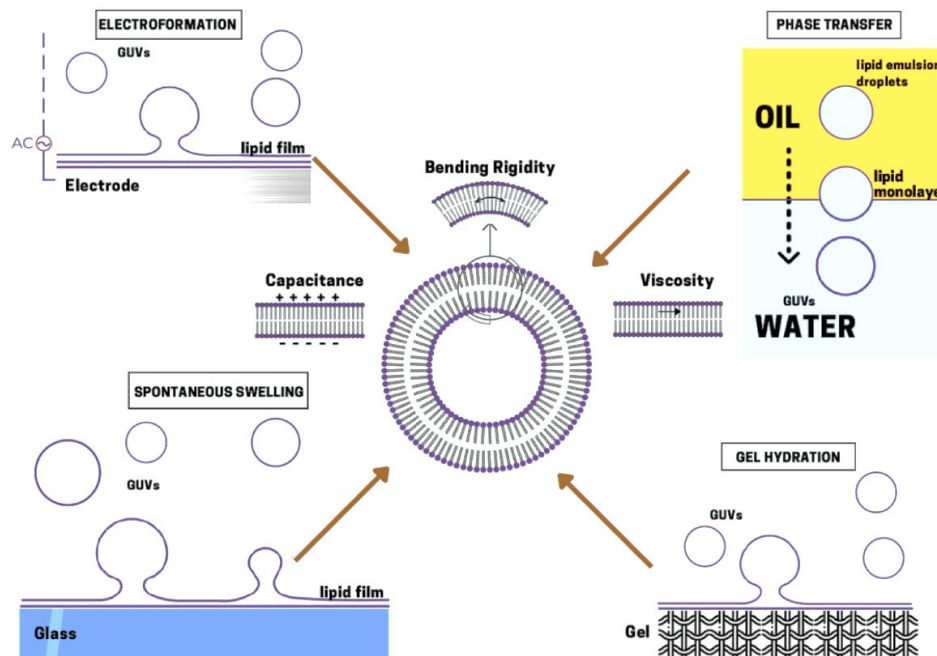 ELECTROFORMATION
GUVs
AC
lipid film
Electrode
PHASE TRANSFER
lipid emulsion
droplets
OIL
lipid
monolaye
GUVs
WATER
Bending Rigidity
Capacitance
+ + + + +
- - - - -
Viscosity
SPONTANEOUS SWELLING
GUVs
lipid film
Glass
GEL HYDRATION
GUVs
Gel